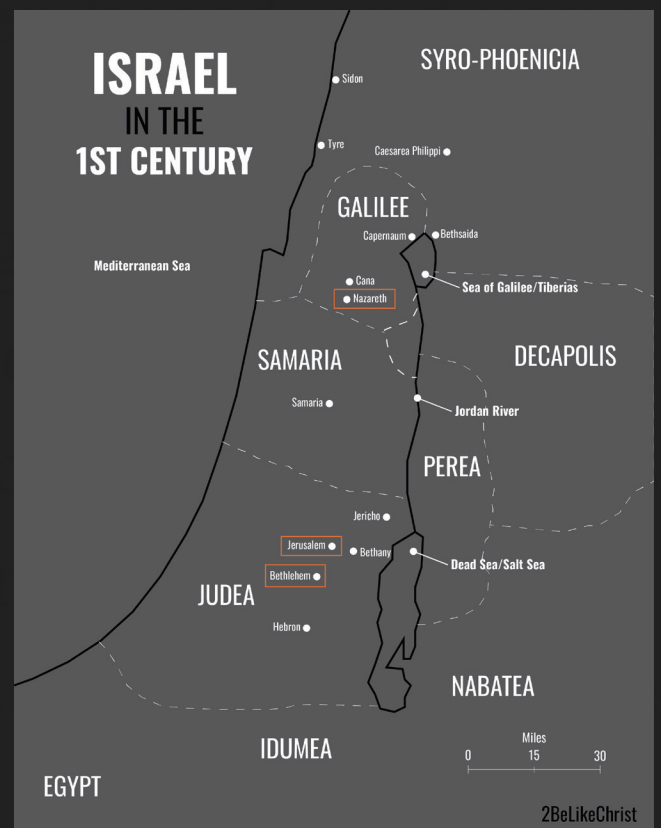 ISRAEL
IN THE
1ST CENTURY
SYRO-PHOENICIA
Sidon
Tyre
Caesarea Philippi
GALILEE
Capernaum
Bethsaida
Mediterranean Sea
Cana
Sea of Galilee/Tiberias
Nazareth
SAMARIA
DECAPOLIS
Samaria
Jordan River
PEREA
Jericho
Jerusalem
Bethany
Dead Sea/Salt Sea
Bethlehem
JUDEA
Hebron
NABATEA
IDUMEA
Miles
0 15 30
EGYPT
2BeLikeChrist